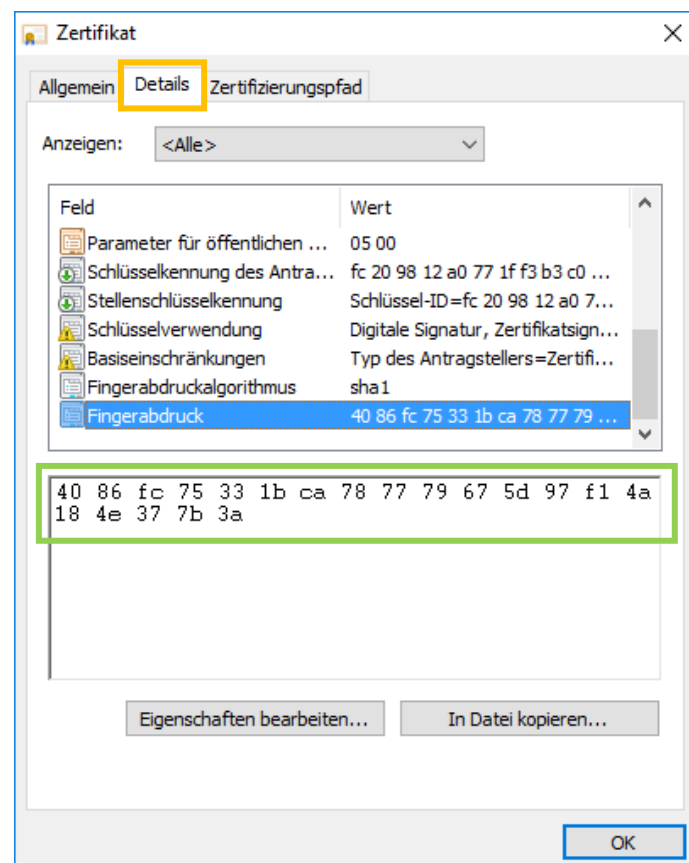 Zertifikat
Allgemein Details Zertifizierungspfad
Anzeigen: <Alle>
Feld Wert
Parameter für öffentlichen ... 05 00
Schlüsselkennung des Antra... fc 20 98 12 a0 77 1f f3 b3 c0 ...
Stellenschlüsselkennung Schlüssel-ID=fc 20 98 12 a0 7...
Schlüsselverwendung Digitale Signatur, Zertifikatsign...
Basiseinschränkungen Typ des Antragstellers=Zertifi...
Fingerabdruckalgorithmus sha1
Fingerabdruck 40 86 fc 75 33 1b ca 78 77 79 ...
40 86 fc 75 33 1b ca 78 77 79 67 5d 97 f1 4a
18 4e 37 7b 3a
Eigenschaften bearbeiten... In Datei kopieren...
OK